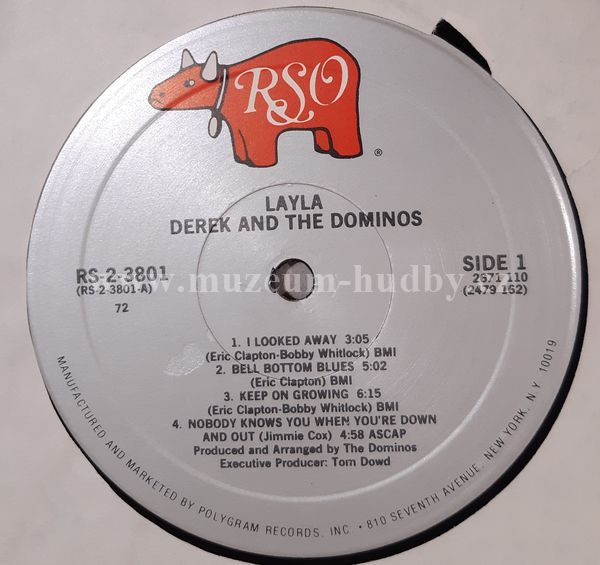 RSO
®
LAYLA
DEREK AND THE DOMINOS
RS-2-3801
(RS-2-3801-A)
72
SIDE 1
2671 110
(2479 162)
www.muzeum-hudby
1. I LOOKED AWAY 3:05
(Eric Clapton-Bobby Whitlock) BMI
2. BELL BOTTOM BLUES 5:02
(Eric Clapton) BMI
3. KEEP ON GROWING 6:15
(Eric Clapton-Bobby Whitlock) BMI
4. NOBODY KNOWS YOU WHEN YOU'RE DOWN
AND OUT (Jimmie Cox) 4:58 ASCAP
Produced and Arranged by The Dominos
Executive Producer: Tom Dowd
MANUFACTURED AND MARKETED BY POLYGRAM RECORDS, INC. • 810 SEVENTH AVENUE, NEW YORK, N.Y. 10019